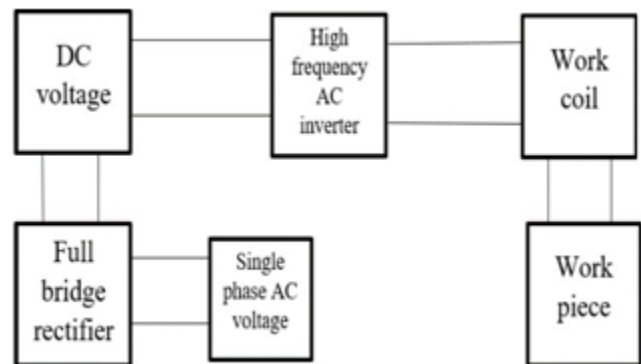 DC
voltage
High
frequency
AC
inverter
Work
coil
Full
bridge
rectifier
Single
phase AC
voltage
Work
piece